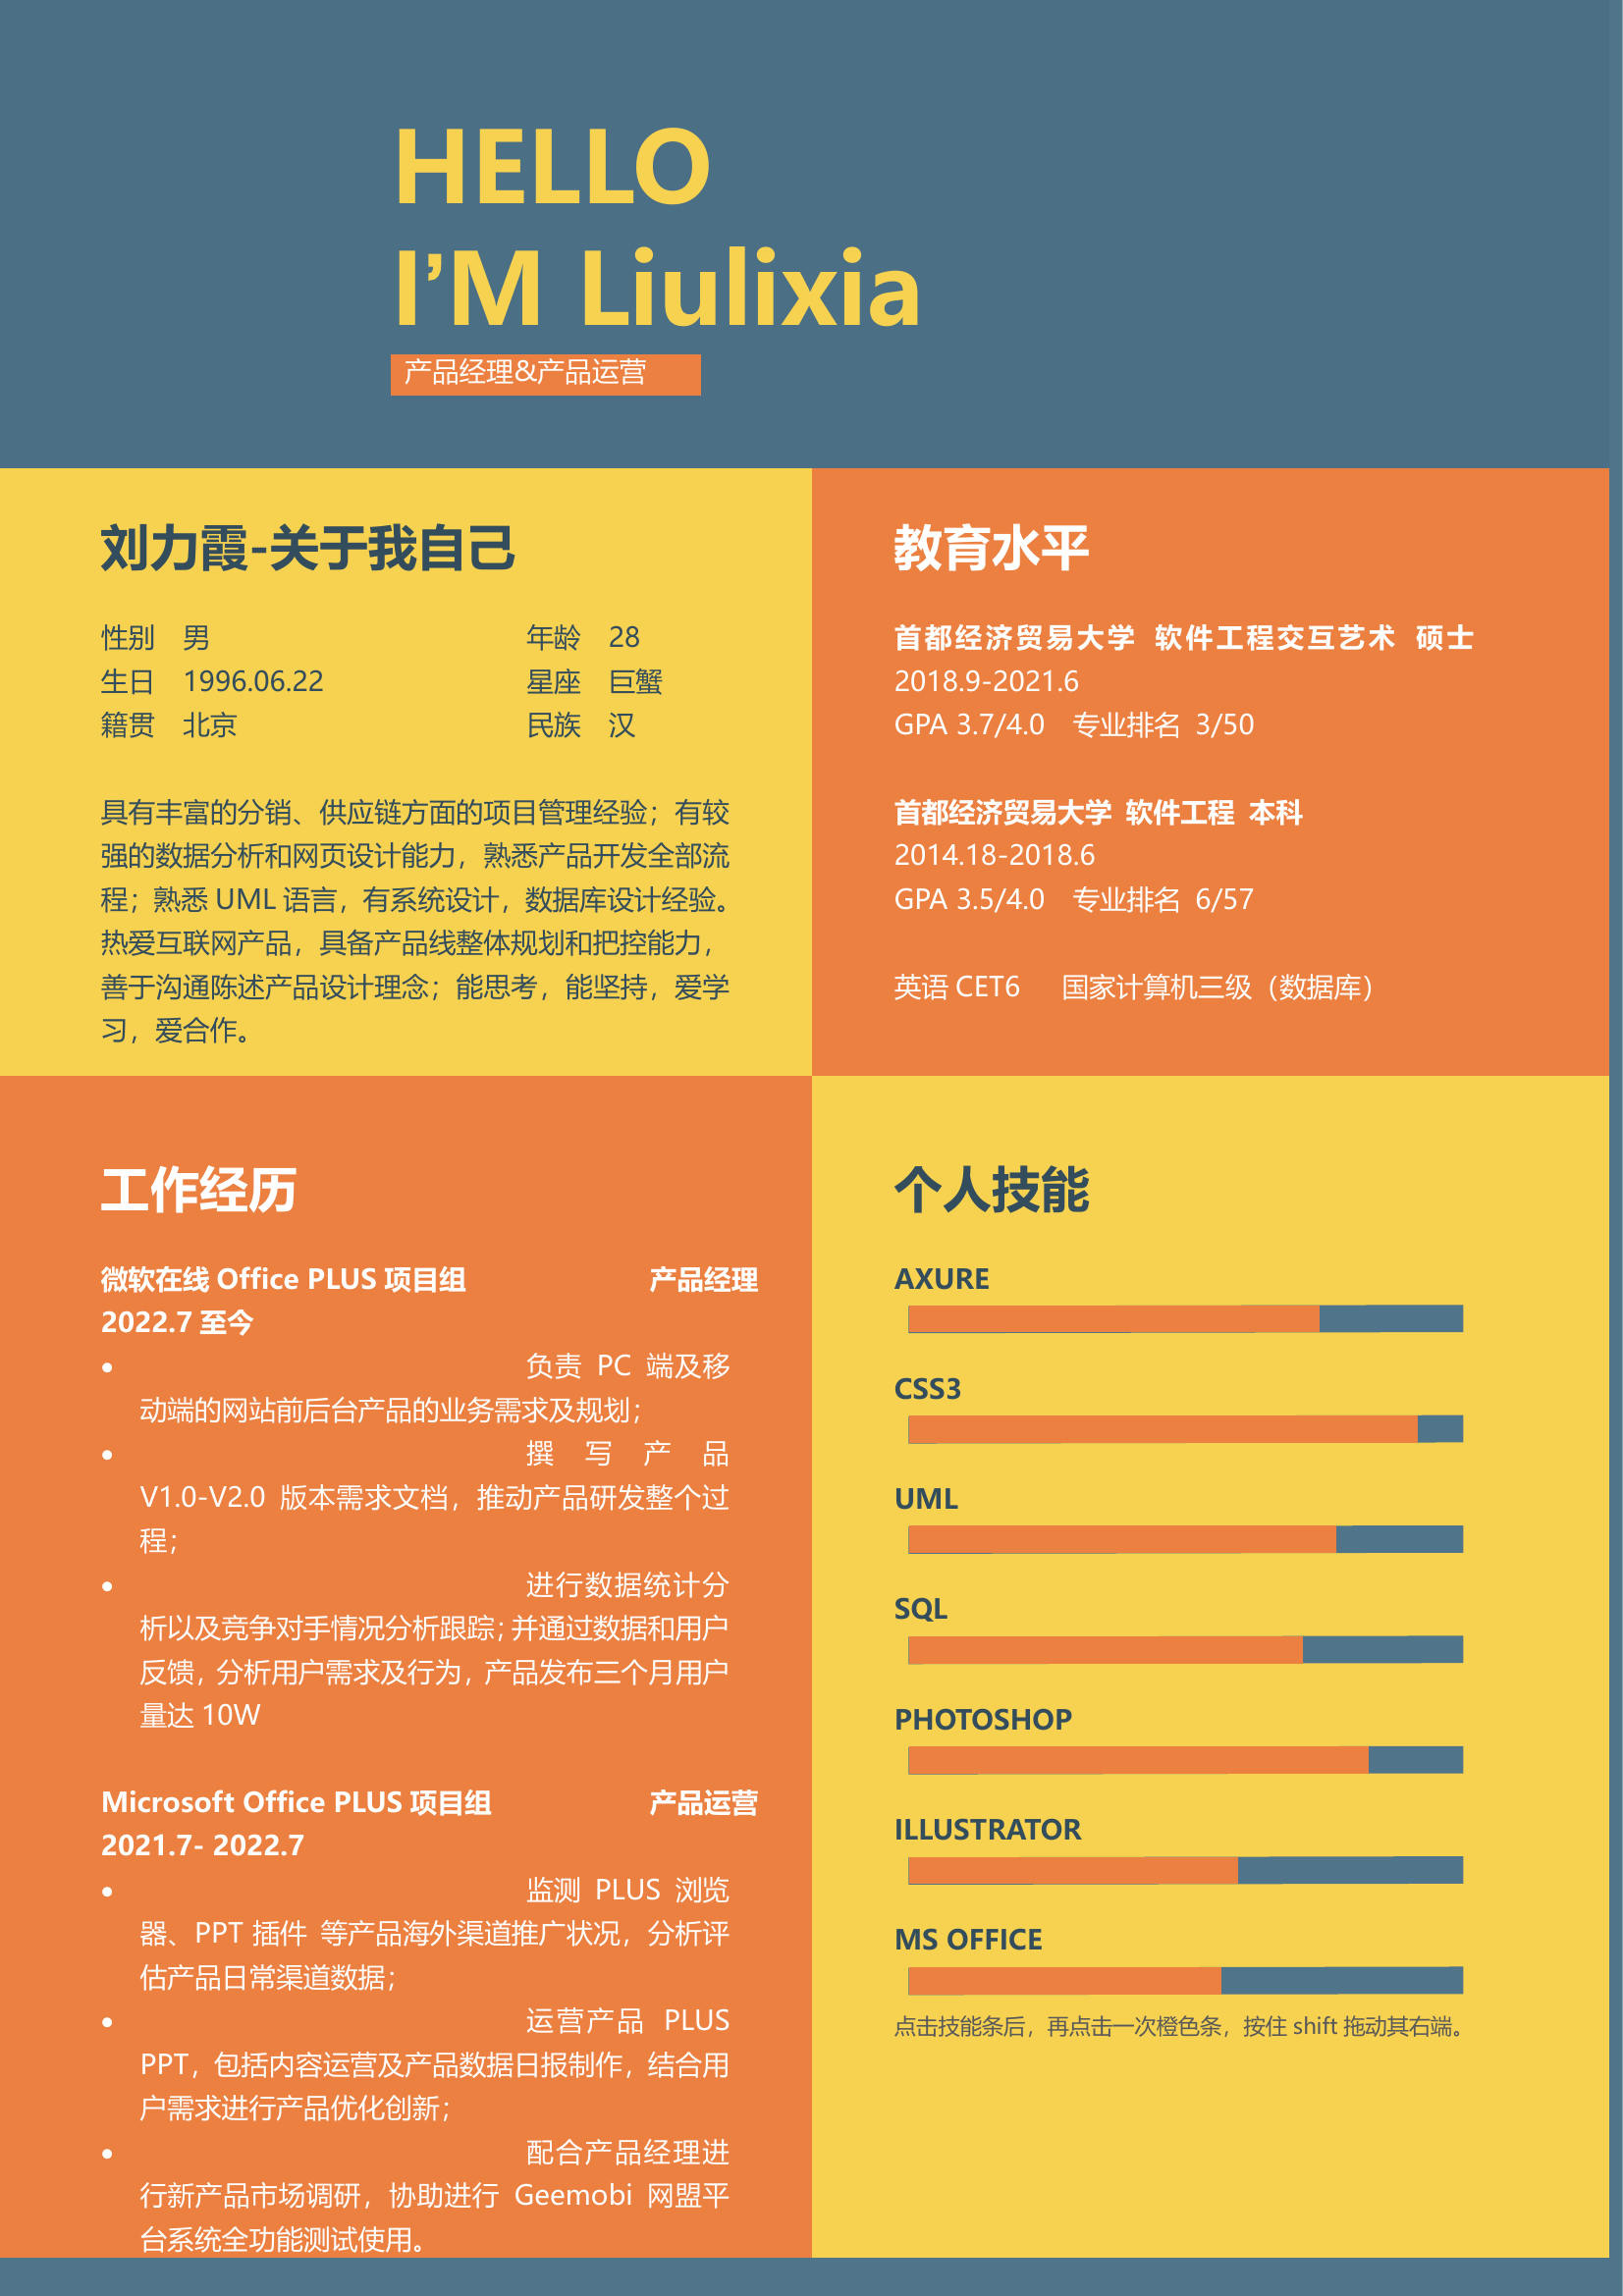 HELLO
I’M Liulixia
产品经理&产品运营
刘力霞-关于我自己
性别 男 年龄 28
生日 1996.06.22 星座 巨蟹
籍贯 北京 民族 汉
具有丰富的分销、供应链方面的项目管理经验；有较
强的数据分析和网页设计能力，熟悉产品开发全部流
程；熟悉 UML 语言，有系统设计，数据库设计经验。
热爱互联网产品，具备产品线整体规划和把控能力，
善于沟通陈述产品设计理念；能思考，能坚持，爱学
习，爱合作。
教育水平
首都经济贸易大学 软件工程交互艺术 硕士
2018.9-2021.6
GPA 3.7/4.0 专业排名 3/50
首都经济贸易大学 软件工程 本科
2014.18-2018.6
GPA 3.5/4.0 专业排名 6/57
英语 CET6 国家计算机三级（数据库）
工作经历
微软在线 Office PLUS 项目组 产品经理
2022.7 至今
• 负责 PC 端及移
动端的网站前后台产品的业务需求及规划；
• 撰写产品
V1.0-V2.0 版本需求文档，推动产品研发整个过
程；
• 进行数据统计分
析以及竞争对手情况分析跟踪；并通过数据和用户
反馈，分析用户需求及行为，产品发布三个月用户
量达 10W
Microsoft Office PLUS 项目组 产品运营
2021.7- 2022.7
• 监测 PLUS 浏览
器、PPT 插件 等产品海外渠道推广状况，分析评
估产品日常渠道数据；
• 运营产品 PLUS
PPT，包括内容运营及产品数据日报制作，结合用
户需求进行产品优化创新；
• 配合产品经理进
行新产品市场调研，协助进行 Geemobi 网盟平
台系统全功能测试使用。
个人技能
AXURE
CSS3
UML
SQL
PHOTOSHOP
ILLUSTRATOR
MS OFFICE
点击技能条后，再点击一次橙色条，按住 shift 拖动其右端。